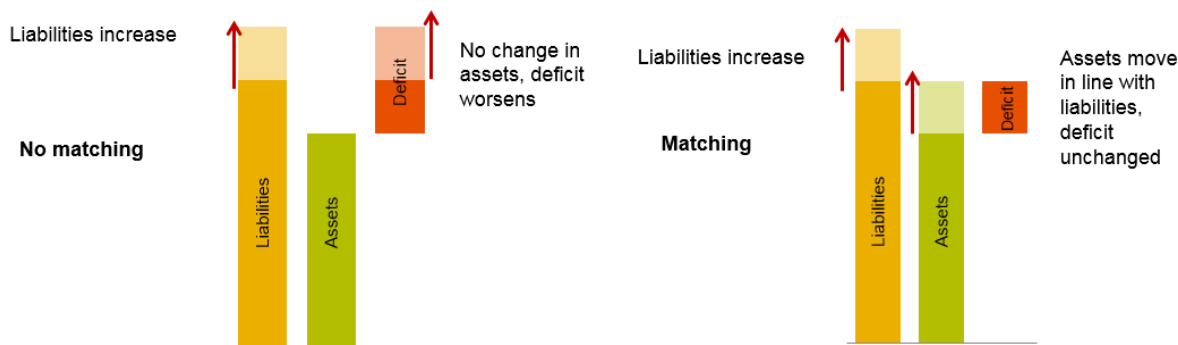 Liabilities increase
No matching
Liabilities
Assets
Deficit
No change in
assets, deficit
worsens
Liabilities increase
Matching
Liabilities
Assets
Deficit
Assets move
in line with
liabilities,
deficit
unchanged